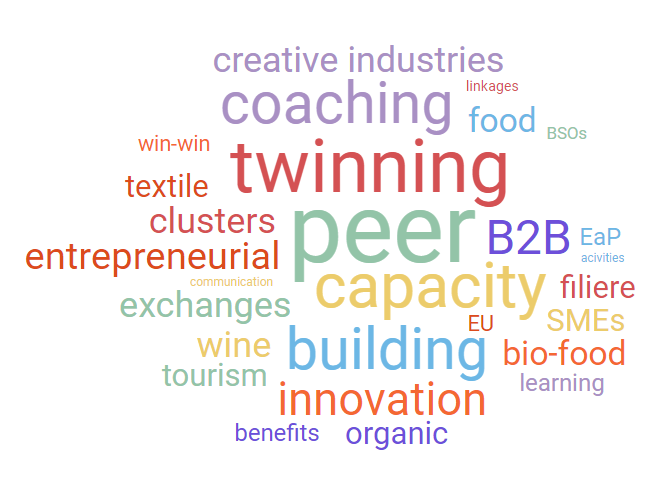 creative industries
linkages
coaching
food
BSOs
win-win
twinning
textile
clusters
peer
B2B
EaP
entrepreneurial
acivities
communication
capacity
filiere
exchanges
EU
SMEs
wine
building
bio-food
tourism
learning
innovation
benefits
organic